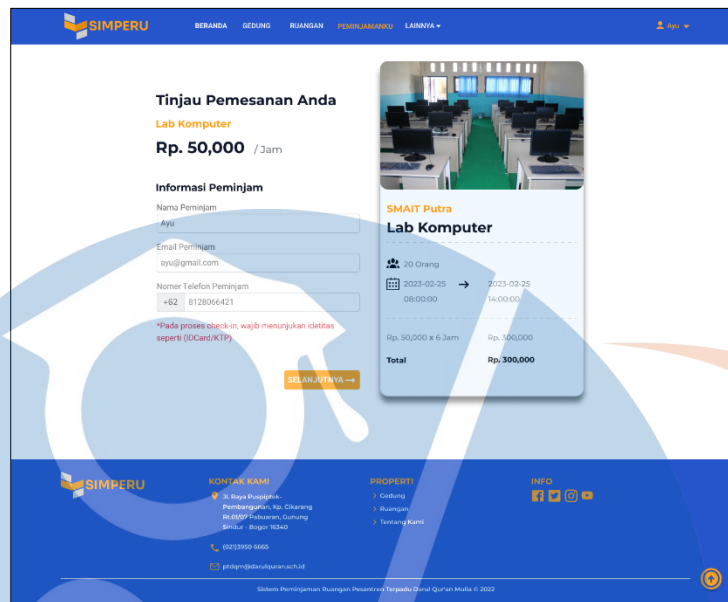 SIMPERU
BERANDA GEDUNG RUANGAN PEMINJAMANKU LAINNYA
Ayu
Tinjau Pemesanan Anda
Lab Komputer
Rp. 50,000 / Jam
Informasi Peminjam
Nama Peminjam
Ayu
Email Peminjam
ayu@gmail.com
Nomer Telefon Peminjam
+62 8128066421
*Pada proses check-in, wajib menunjukan idetitas
seperti (IDCard/KTP)
SELANJUTNYA
SMAIT Putra
Lab Komputer
20 Orang
2023-02-25 → 2023-02-25
08:00:00 14:00:00
Rp. 50,000 x 6 Jam Rp. 300,000
Total Rp. 300,000
SIMPERU
KONTAK KAMI
Jl. Raya Puspiptek-
Pembangunan, Kp. Cikarang
Rt.01/07 Pabuaran, Gunung
Sindur - Bogor 16340
(021)3950 6665
ptdqm@darulquran.sch.id
PROPERTI
> Gedung
> Ruangan
> Tentang Kami
INFO
Sistem Peminjaman Ruangan Pesantren Terpadu Darul Qur'an Mulia © 2022